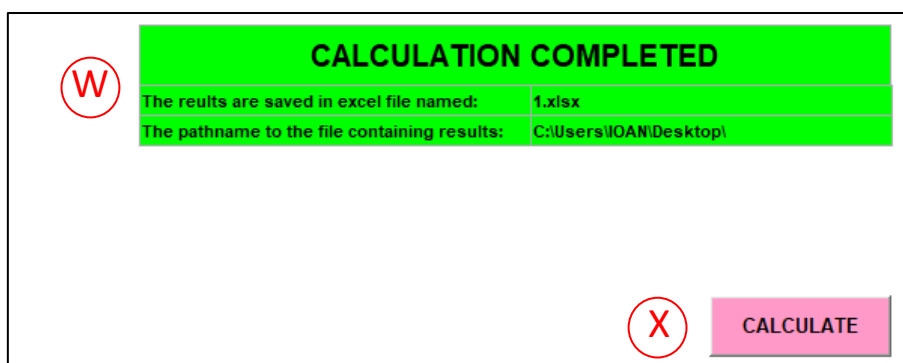 CALCULATION COMPLETED
W
The reults are saved in excel file named: 1.xlsx
The pathname to the file containing results: C:\Users\IOAN\Desktop\
X CALCULATE